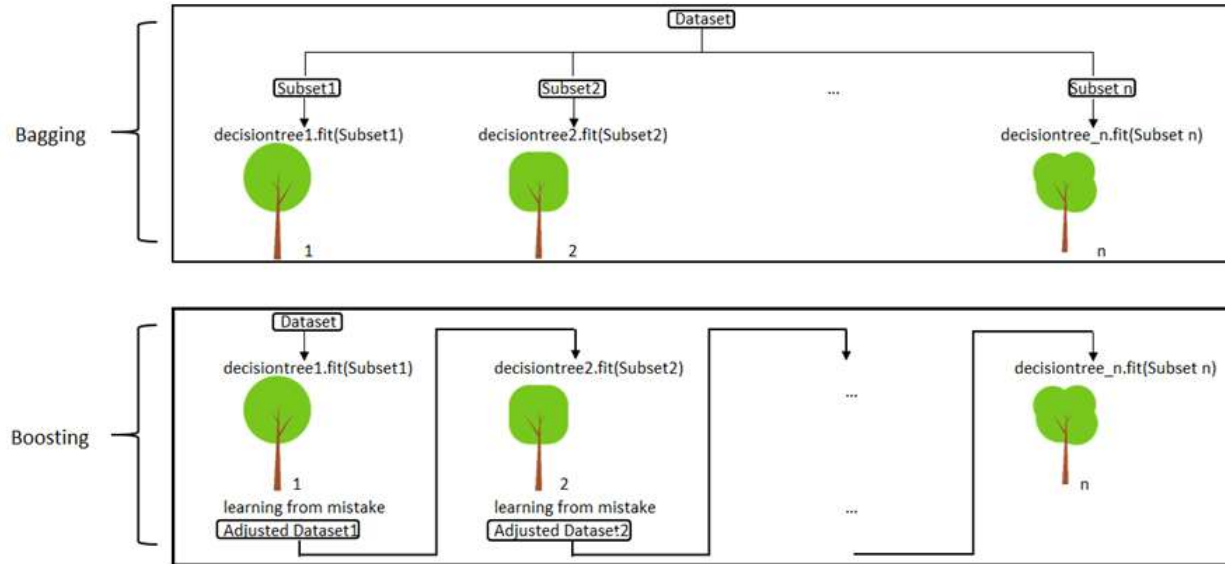 Dataset
Subset1 Subset2 ... Subset n
Bagging
decisiontree1.fit(Subset1) decisiontree2.fit(Subset2) decisiontree_n.fit(Subset n)
1 2 n
Dataset
decisiontree1.fit(Subset1) decisiontree2.fit(Subset2) decisiontree_n.fit(Subset n)
...
Boosting
1 2 n
learning from mistake learning from mistake
...
Adjusted Dataset1 Adjusted Dataset2